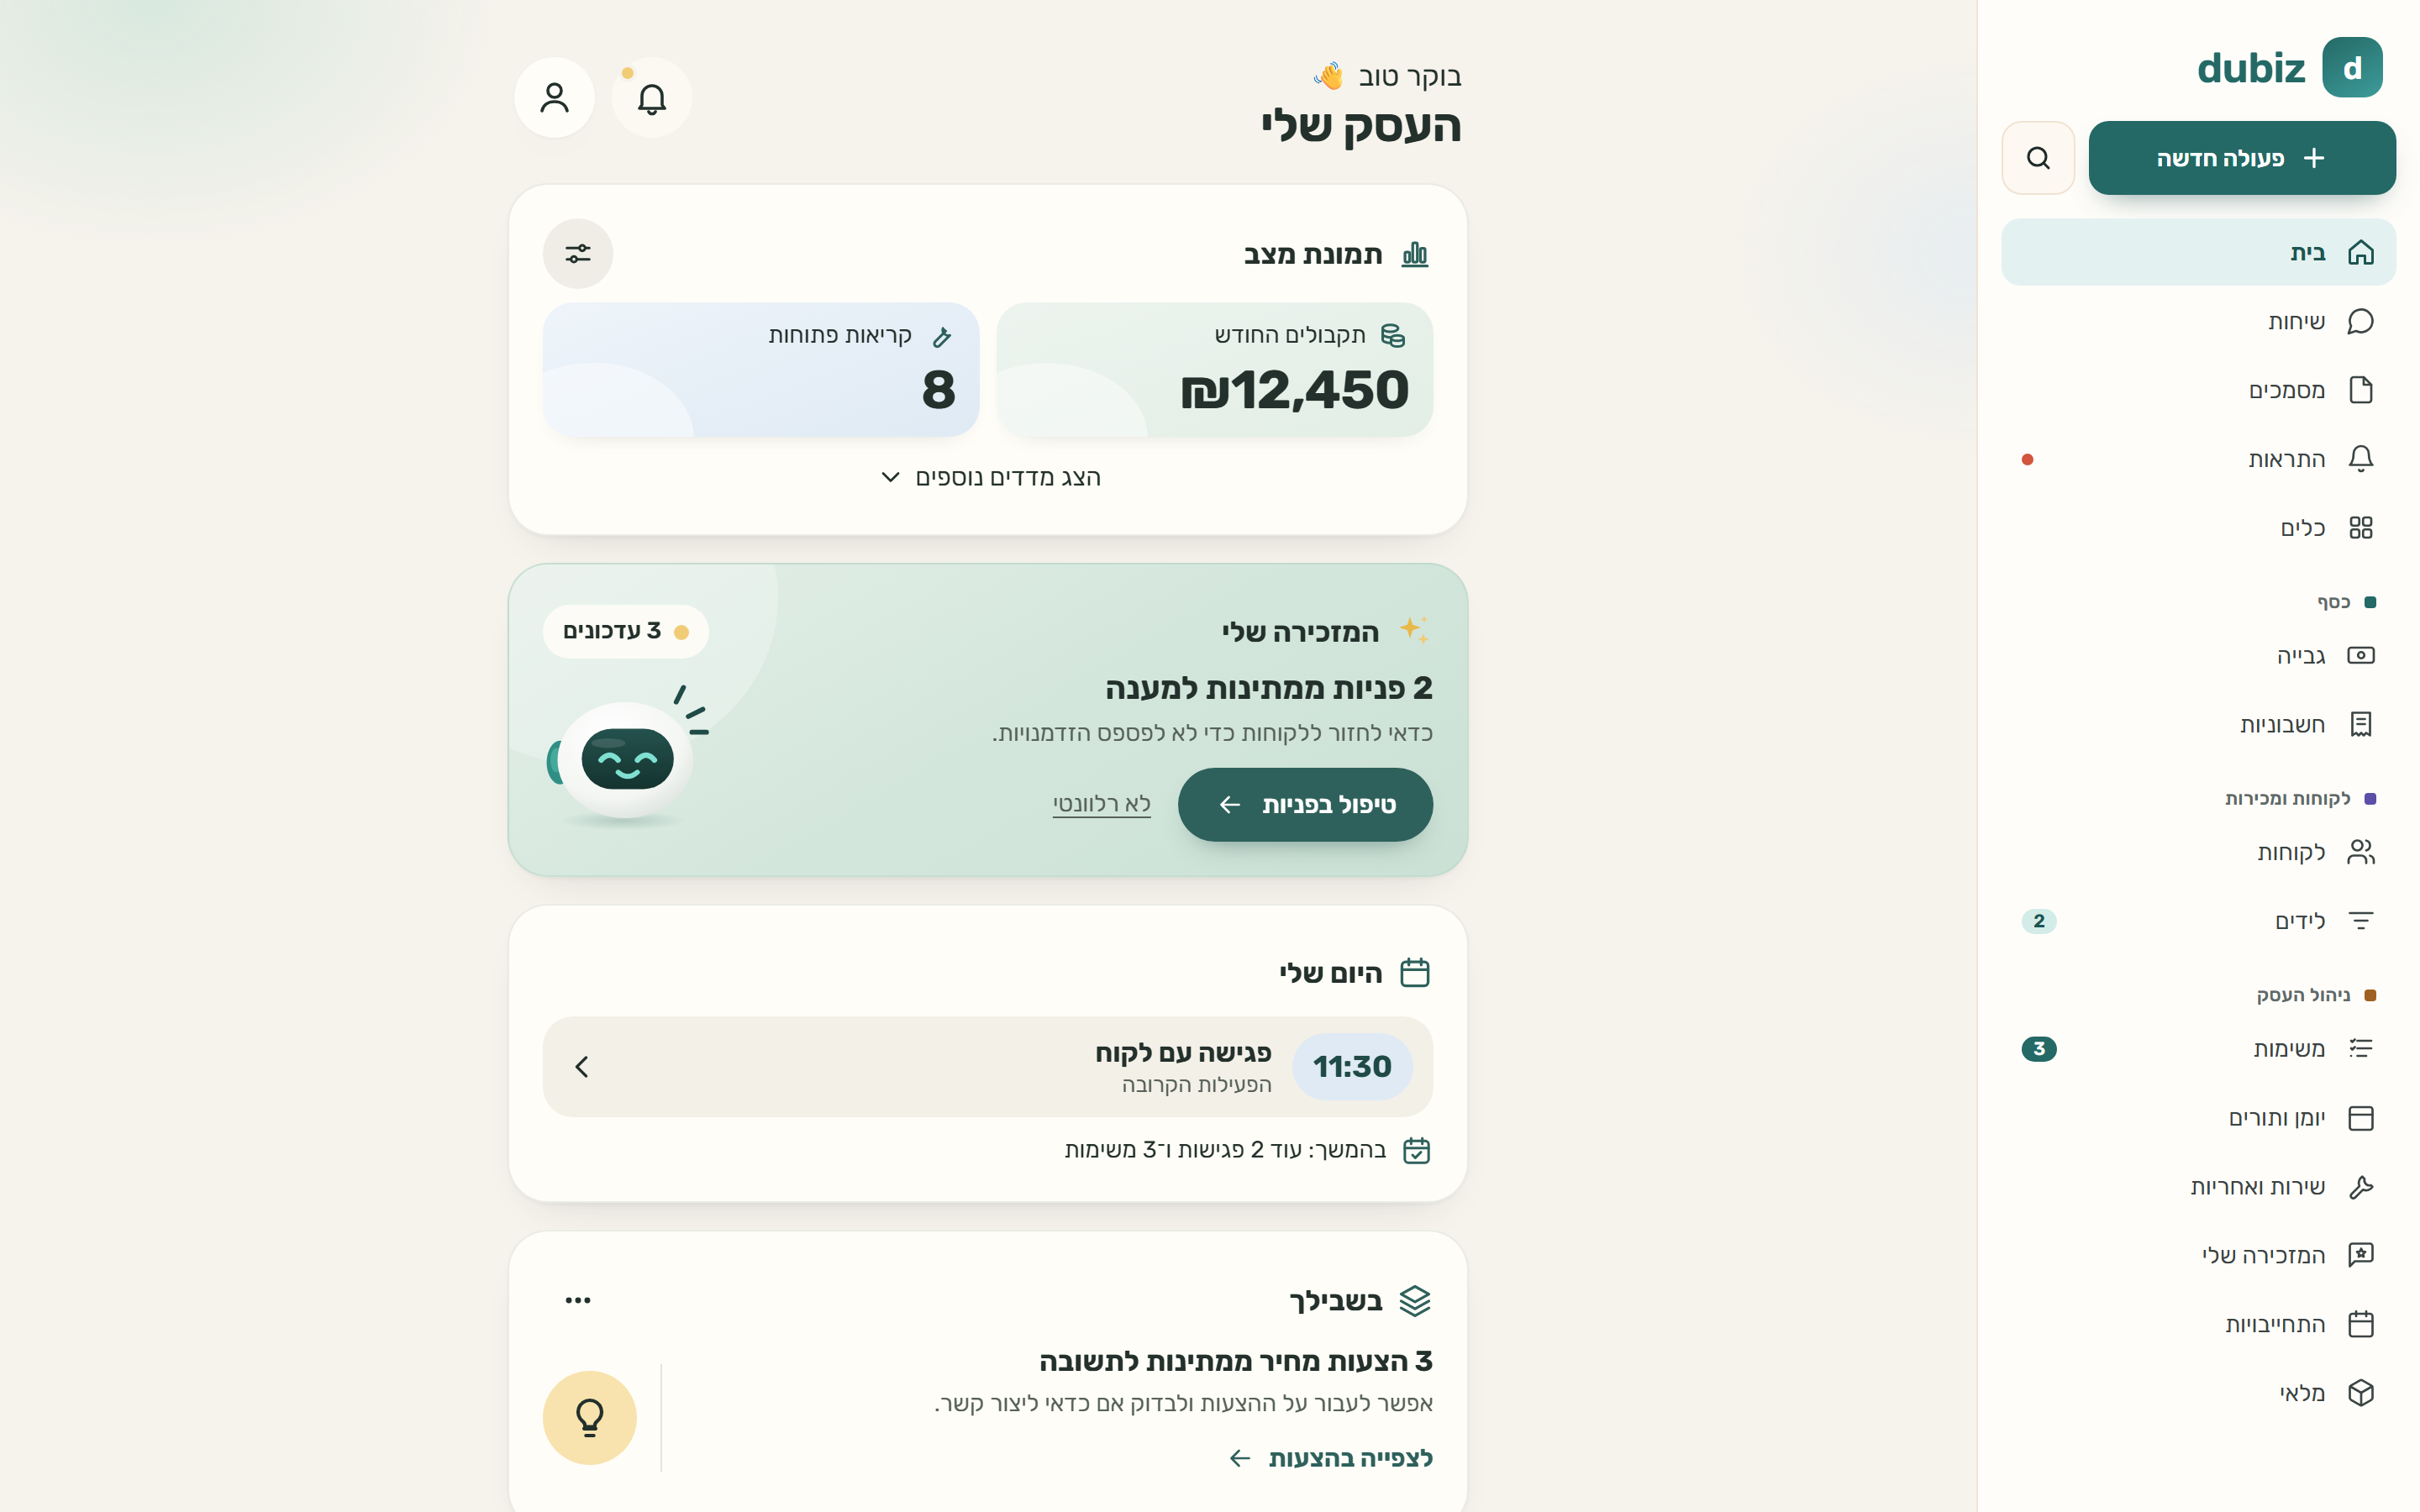 d
dubiz
פעולה חדשה
בית
שיחות
מסמכים
התראות
כלים
כסף
גבייה
חשבוניות
לקוחות ומכירות
לקוחות
לידים
2
ניהול העסק
משימות
3
יומן ותורים
שירות ואחריות
המזכירה שלי
התחייבויות
מלאי
בוקר טוב 👋
העסק שלי
תמונת מצב
תקבולים החודש
₪12,450
קריאות פתוחות
8
הצג מדדים נוספים
המזכירה שלי
3 עדכונים
2 פניות ממתינות למענה
כדאי לחזור ללקוחות כדי לא לפספס הזדמנויות.
טיפול בפניות
לא רלוונטי
היום שלי
11:30
פגישה עם לקוח
הפעילות הקרובה
בהמשך: עוד 2 פגישות ו־3 משימות
בשבילך
3 הצעות מחיר ממתינות לתשובה
אפשר לעבור על ההצעות ולבדוק אם כדאי ליצור קשר.
לצפייה בהצעות